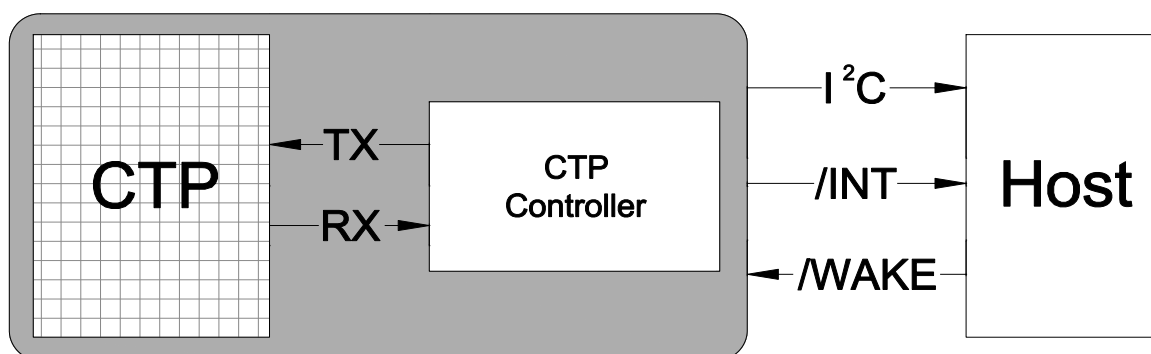 CTP
TX
RX
CTP
Controller
I²C
/INT
/WAKE
Host